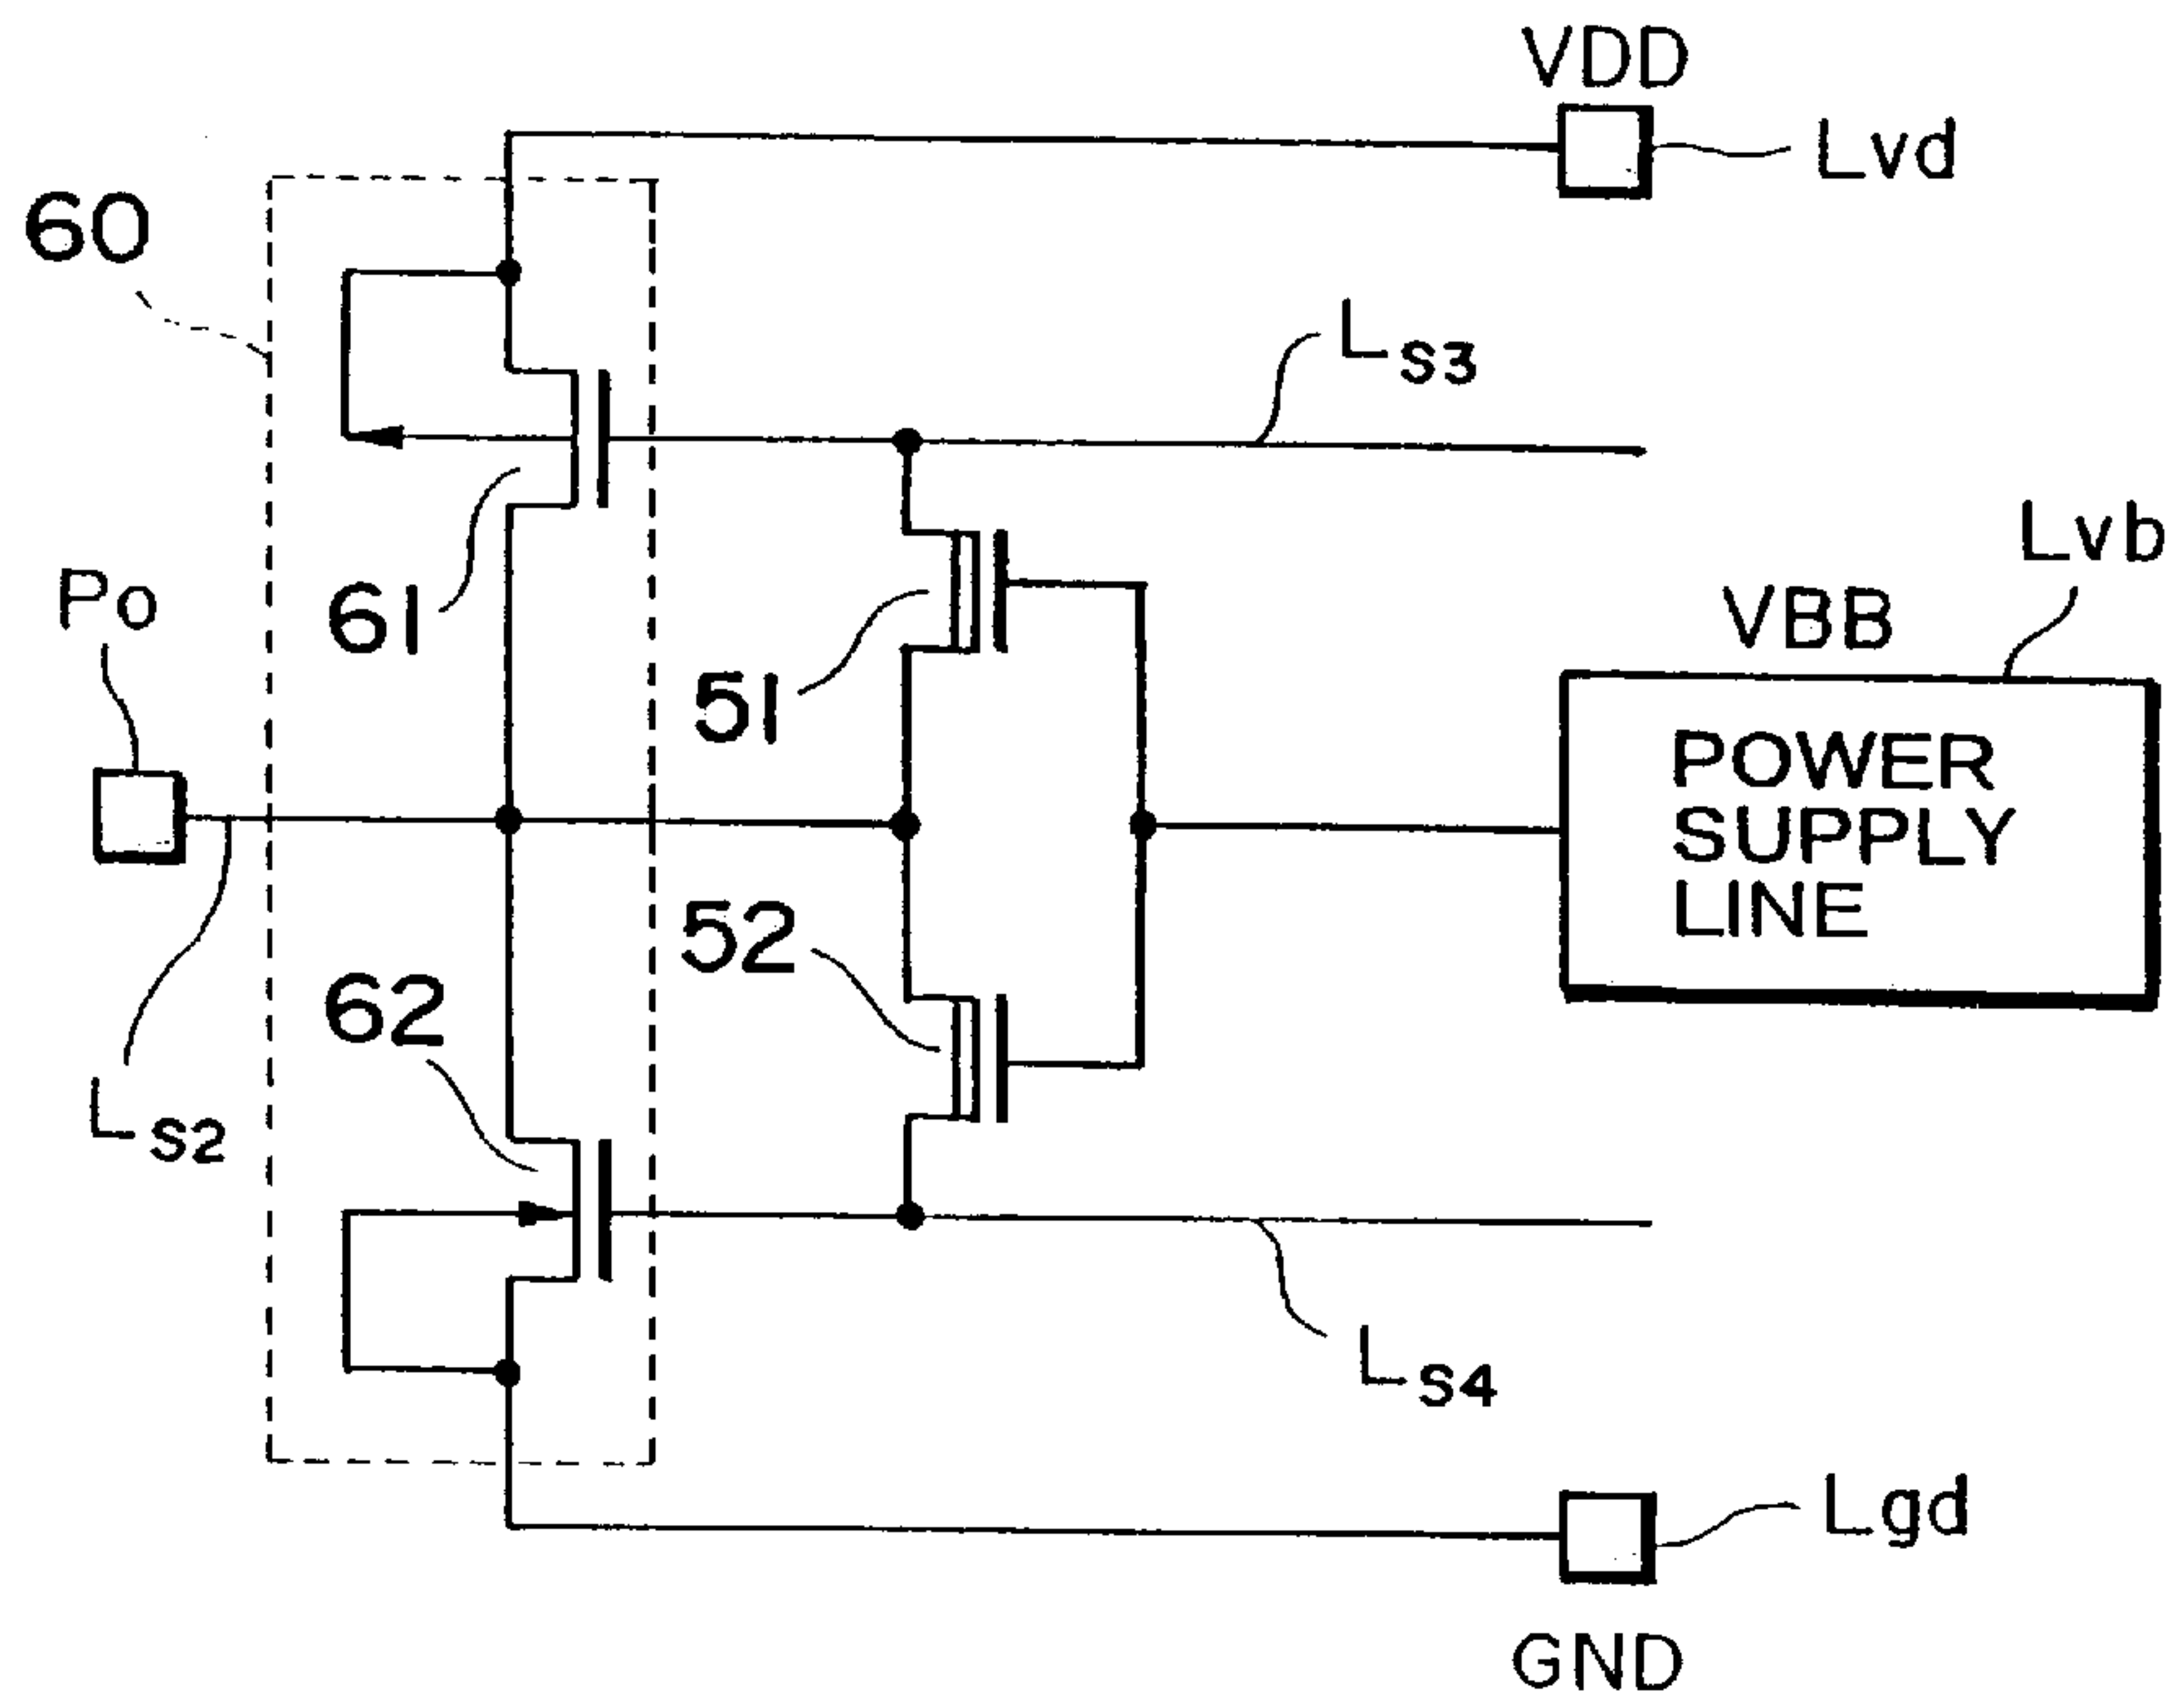 VDD
Lvd
60
Ls3
Lvb
Po
61
VBB
51
POWER
SUPPLY
LINE
52
62
Ls2
Ls4
Lgd
GND